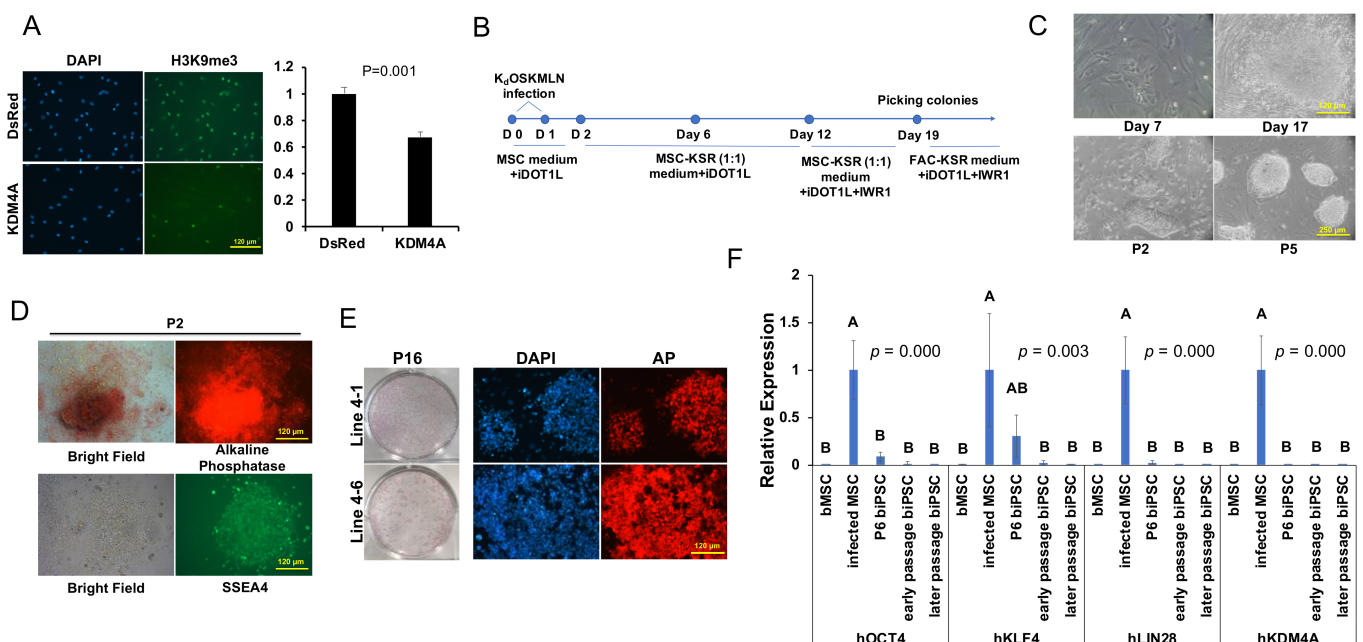 A
DAPI
H3K9me3
DsRed
KDM4A
120 µm
1.2
1
0.8
0.6
0.4
0.2
0
P=0.001
DsRed
KDM4A
B
KdOSKMLN
infection
Picking colonies
D 0
D 1
D 2
Day 6
Day 12
Day 19
MSC medium
+iDOT1L
MSC-KSR (1:1)
medium+iDOT1L
MSC-KSR (1:1)
medium
+iDOT1L+IWR1
FAC-KSR medium
+iDOT1L+IWR1
C
120 µm
Day 7
Day 17
250 µm
P2
P5
D
P2
120 µm
Bright Field
Alkaline
Phosphatase
120 µm
Bright Field
SSEA4
E
P16
DAPI
AP
Line 4-1
Line 4-6
120 µm
F
Relative Expression
2
1.5
1
0.5
0
B
A
B
B
B
p = 0.000
B
A
AB
B
B
p = 0.003
B
A
B
B
B
p = 0.000
B
A
B
B
B
p = 0.000
bMSC
infected MSC
P6 biPSC
early passage biPSC
later passage biPSC
bMSC
infected MSC
P6 biPSC
early passage biPSC
later passage biPSC
bMSC
infected MSC
P6 biPSC
early passage biPSC
later passage biPSC
bMSC
infected MSC
P6 biPSC
early passage biPSC
later passage biPSC
hOCT4
hKLF4
hLIN28
hKDM4A